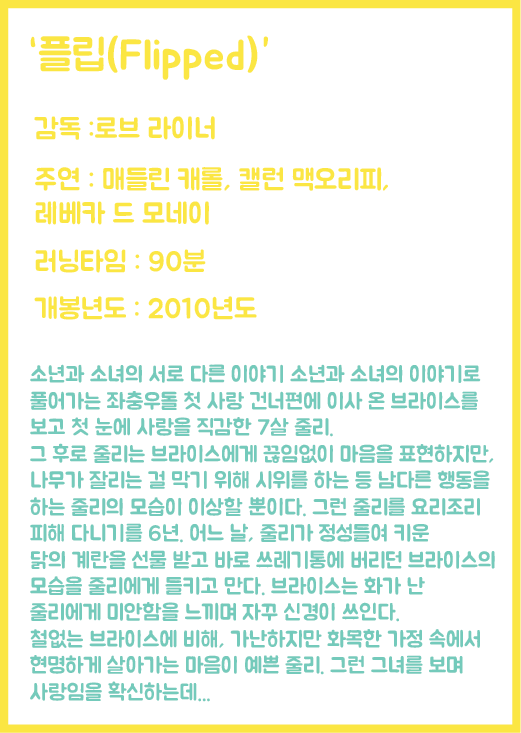 ‘플립(Flipped)’
감독 :로브 라이너
주연 : 매들린 캐롤, 캘런 맥오리피,
레베카 드 모네이
러닝타임 : 90분
개봉년도 : 2010년도
소년과 소녀의 서로 다른 이야기 소년과 소녀의 이야기로
풀어가는 좌충우돌 첫 사랑 건너편에 이사 온 브라이스를
보고 첫 눈에 사랑을 직감한 7살 줄리.
그 후로 줄리는 브라이스에게 끊임없이 마음을 표현하지만,
나무가 잘리는 걸 막기 위해 시위를 하는 등 남다른 행동을
하는 줄리의 모습이 이상할 뿐이다. 그런 줄리를 요리조리
피해 다니기를 6년. 어느 날, 줄리가 정성들여 키운
닭의 계란을 선물 받고 바로 쓰레기통에 버리던 브라이스의
모습을 줄리에게 들키고 만다. 브라이스는 화가 난
줄리에게 미안함을 느끼며 자꾸 신경이 쓰인다.
철없는 브라이스에 비해, 가난하지만 화목한 가정 속에서
현명하게 살아가는 마음이 예쁜 줄리. 그런 그녀를 보며
사랑임을 확신하는데...